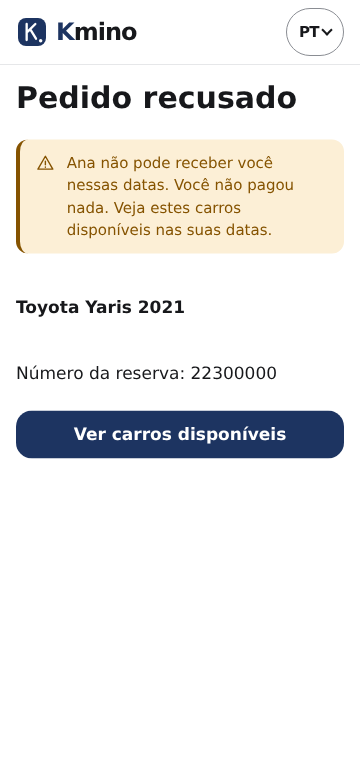 K. Kmino
PT
Pedido recusado
Ana não pode receber você
nessas datas. Você não pagou
nada. Veja estes carros
disponíveis nas suas datas.
Toyota Yaris 2021
Número da reserva: 22300000
Ver carros disponíveis